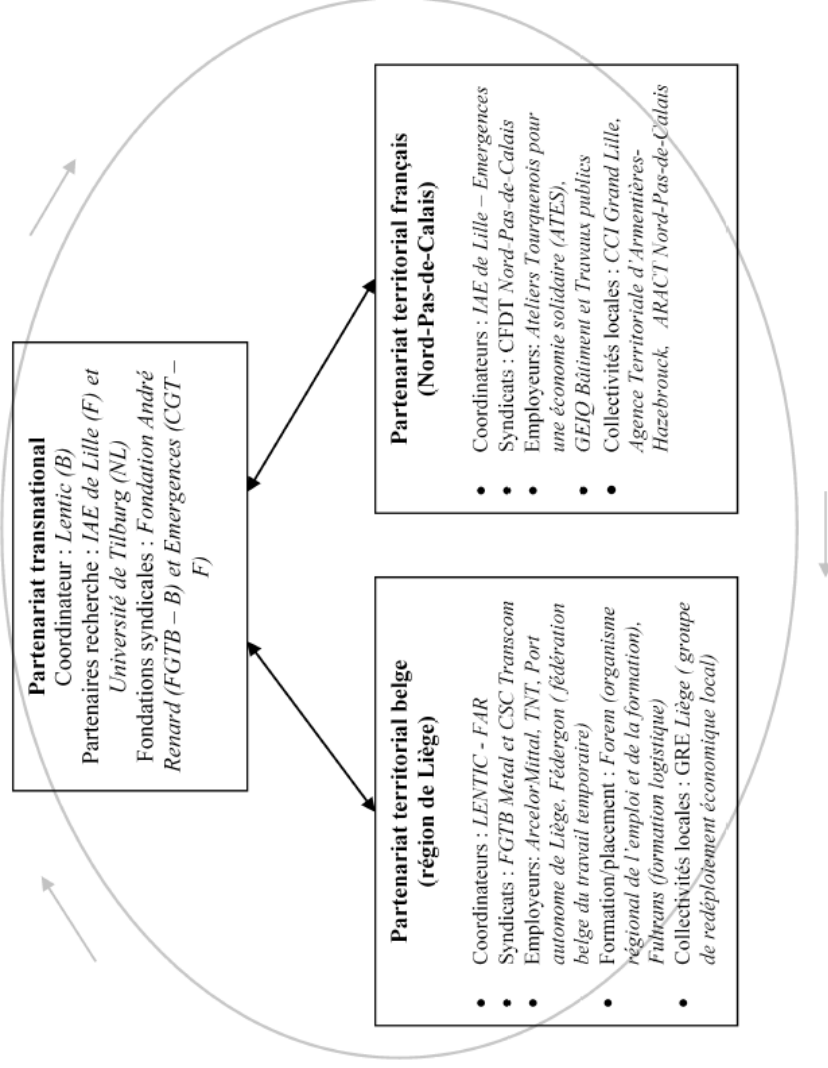 Partenariat transnational
Coordinateur : Lentic (B)
Partenaires recherche : IAE de Lille (F) et
Université de Tilburg (NL)
Fondations syndicales : Fondation André
Renard (FGTB – B) et Emergences (CGT –
F)
Partenariat territorial belge
(région de Liège)
• Coordinateurs : LENTIC - FAR
• Syndicats : FGTB Metal et CSC Transcom
• Employeurs: ArcelorMittal, TNT, Port
autonome de Liège, Fédergon ( fédération
belge du travail temporaire)
• Formation/placement : Forem (organisme
régional de l'emploi et de la formation),
Fuhrans (formation logistique)
• Collectivités locales : GRE Liège ( groupe
de redéploiement économique local)
Partenariat territorial français
(Nord-Pas-de-Calais)
• Coordinateurs : IAE de Lille – Emergences
• Syndicats : CFDT Nord-Pas-de-Calais
• Employeurs: Ateliers Tourquenois pour
une économie solidaire (ATES),
• GEIQ Bâtiment et Travaux publics
• Collectivités locales : CCI Grand Lille,
Agence Territoriale d'Armentières-
Hazebrouck, ARACT Nord-Pas-de-Calais